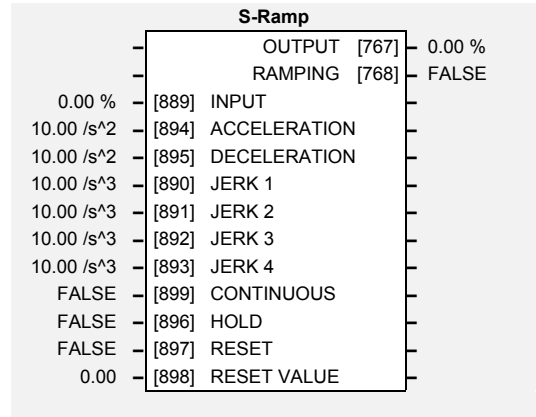 S-Ramp
OUTPUT [767] – 0.00 %
RAMPING [768] – FALSE
0.00 % – [889] INPUT
10.00 /s^2 – [894] ACCELERATION
10.00 /s^2 – [895] DECELERATION
10.00 /s^3 – [890] JERK 1
10.00 /s^3 – [891] JERK 2
10.00 /s^3 – [892] JERK 3
10.00 /s^3 – [893] JERK 4
FALSE – [899] CONTINUOUS
FALSE – [896] HOLD
FALSE – [897] RESET
0.00 – [898] RESET VALUE